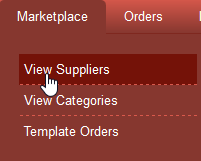 Marketplace Orders
View Suppliers
View Categories
Template Orders